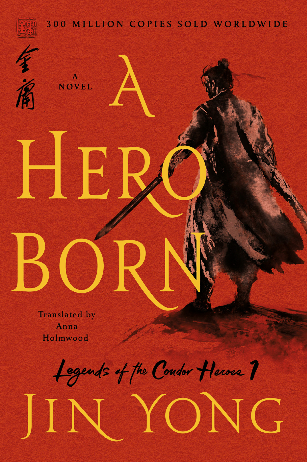 300 MILLION COPIES SOLD WORLDWIDE
金庸
A
NOVEL
A
HERO
BORN
Translated by
Anna
Holmwood
Legends of the Condor Heroes 1
JIN YONG